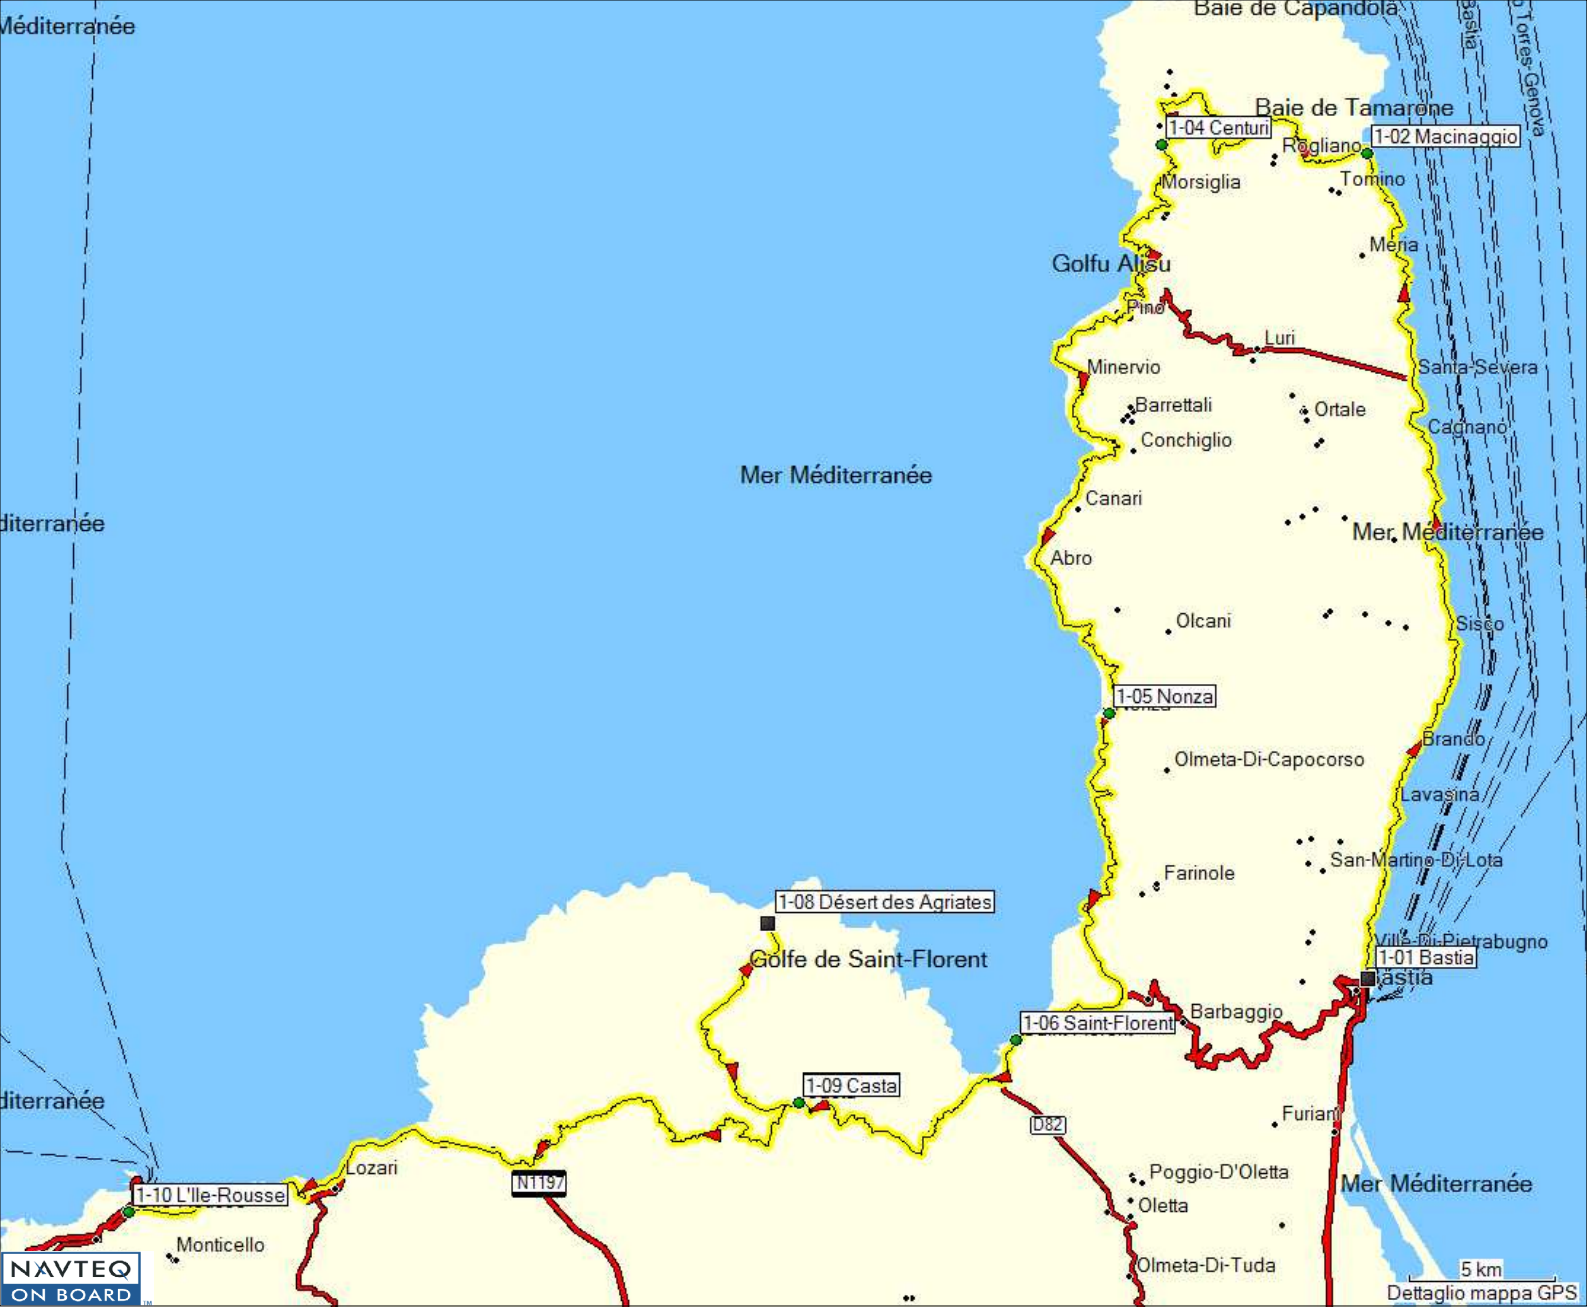 Méditerranée
Baie de Capandola
Bastia
Torres-Genova
Baie de Tamarone
1-04 Centuri
1-02 Macinaggio
Rogliano
Morsiglia
Tomino
Meria
Golfu Alisu
Pino
Luri
Minervio
Santa-Severa
Barrettali
Ortale
Cagnano
Conchiglio
Mer Méditerranée
Canari
diterranée
Mer Méditerranée
Abro
Olcani
Sisco
1-05 Nonza
Brando
Olmeta-Di-Capocorso
Lavasina
San-Martino-Di-Lota
Farinole
1-08 Désert des Agriates
Ville-Di-Pietrabugno
Golfe de Saint-Florent
1-01 Bastia
Bastia
Barbaggio
1-06 Saint-Florent
1-09 Casta
diterranée
Furiani
D82
Lozari
Poggio-D'Oletta
N1197
Mer Méditerranée
1-10 L'Ile-Rousse
Oletta
Monticello
Olmeta-Di-Tuda
NAVTEQ
ON BOARD
TM
5 km
Dettaglio mappa GPS